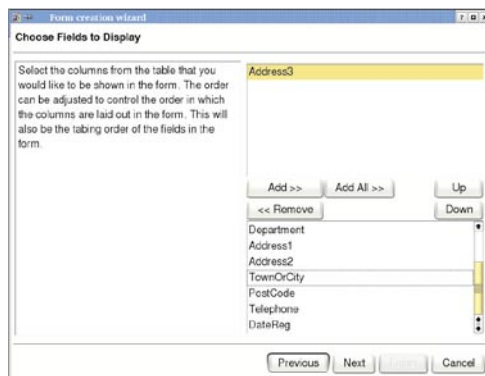 Form creation wizard
Choose Fields to Display
Select the columns from the table that you
would like to be shown in the form. The order
can be adjusted to control the order in which
the columns are laid out in the form. This will
also be the tabing order of the fields in the
form.
Address3
Add >>
Add All >>
Up
<< Remove
Down
Department
Address1
Address2
TownOrCity
PostCode
Telephone
DateReg
Previous
Next
Cancel